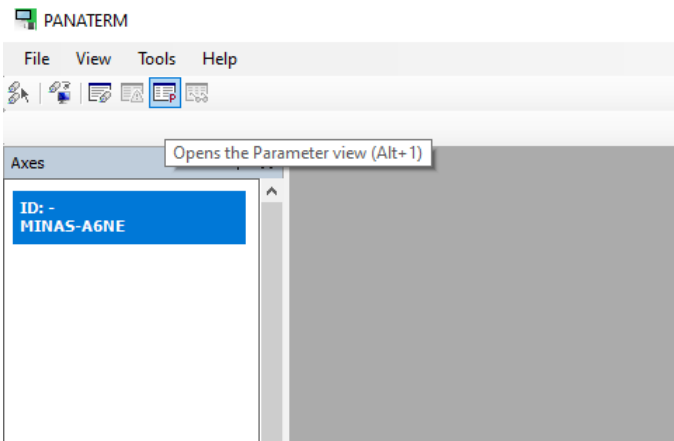 PANATERM
File View Tools Help
Opens the Parameter view (Alt+1)
Axes
ID: -
MINAS-A6NE